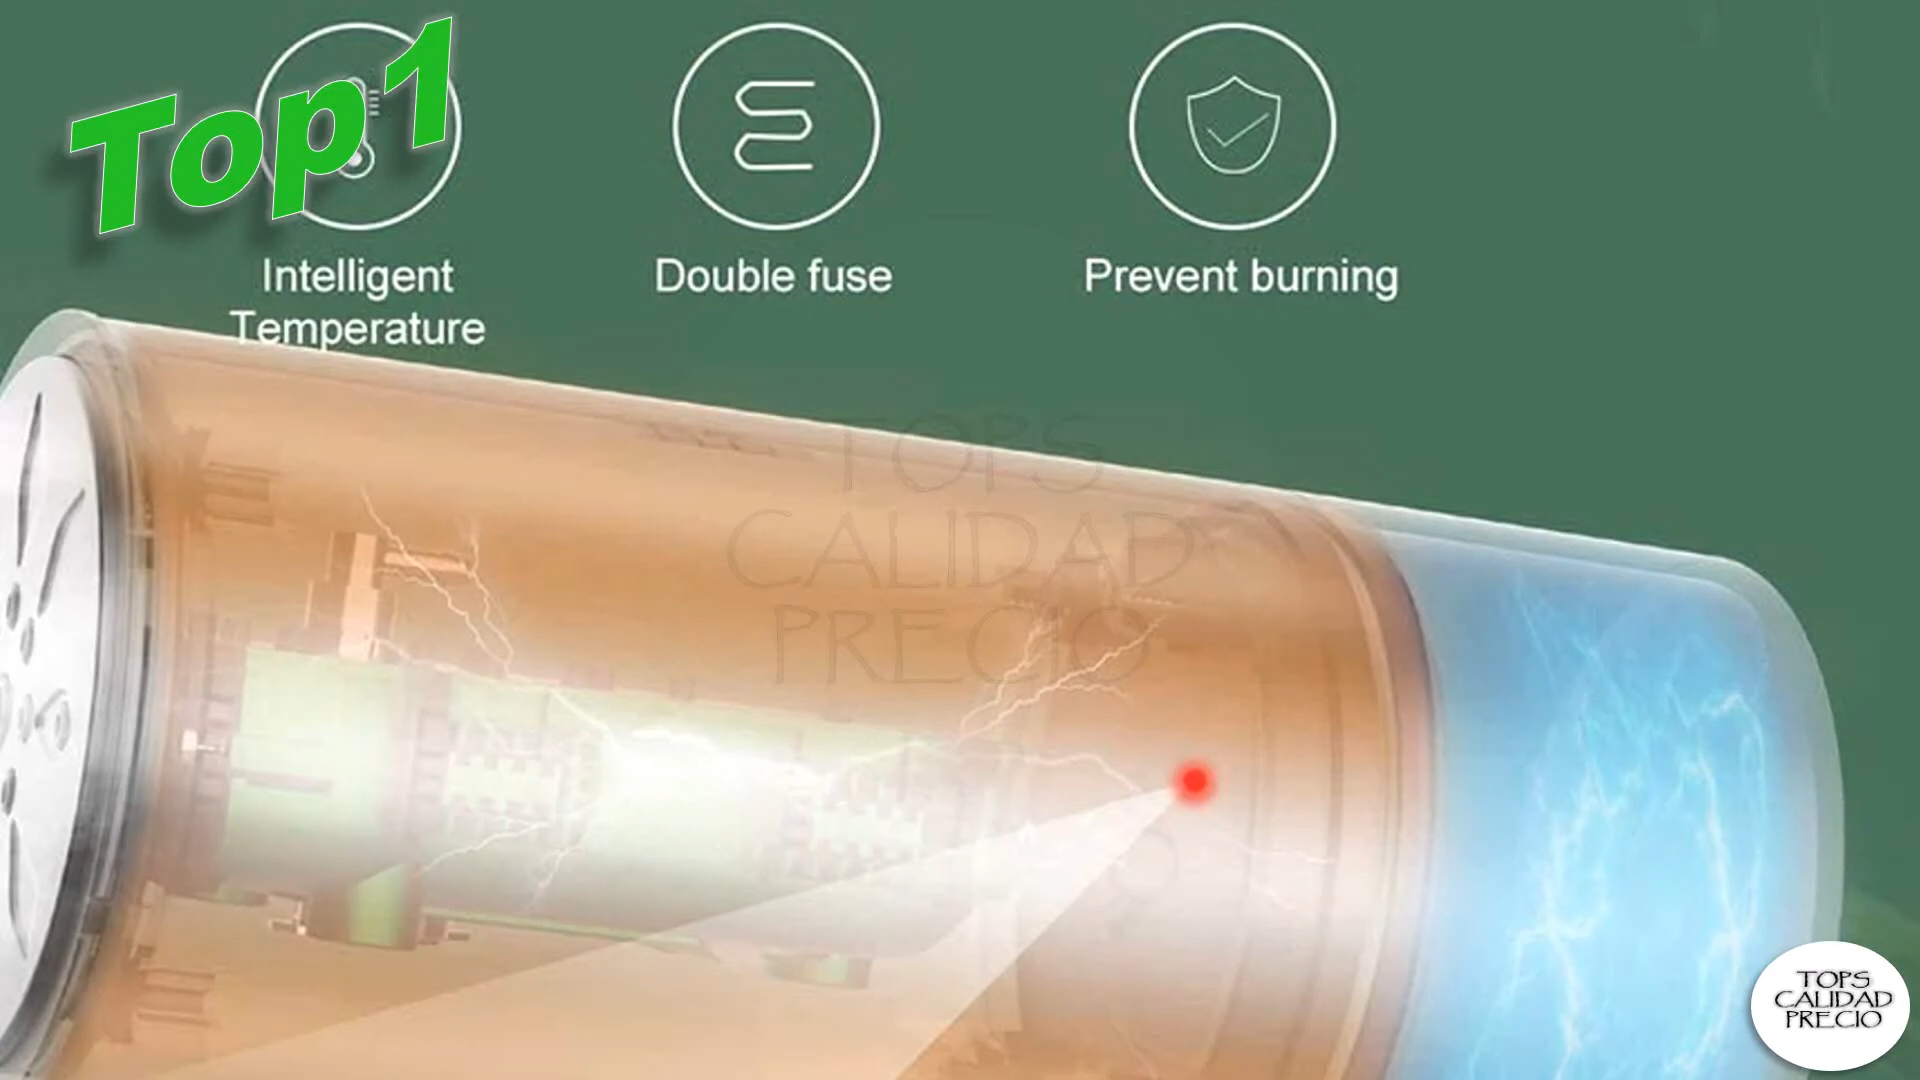 Top1
Intelligent
Temperature
Double fuse
Prevent burning
TOPS
CALIDAD
PRECIO
TOPS
CALIDAD
PRECIO